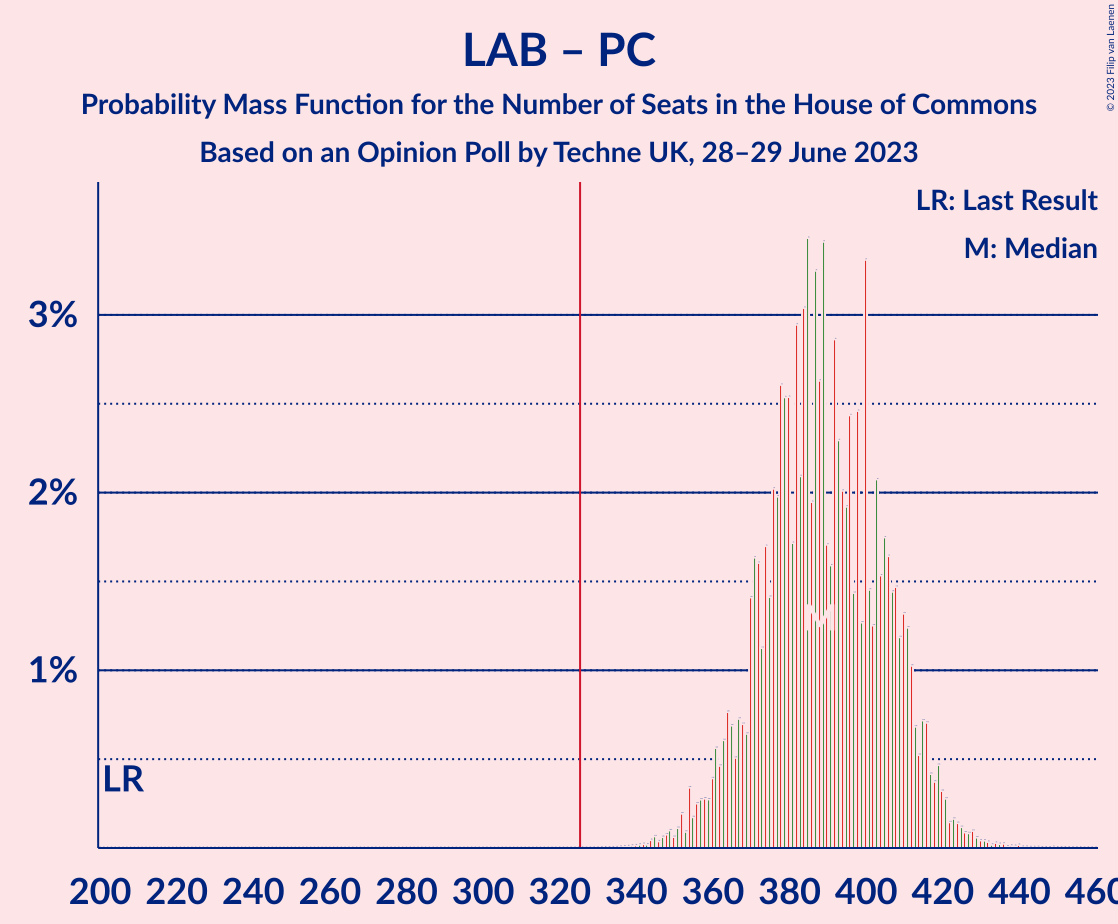 LAB – PC
Probability Mass Function for the Number of Seats in the House of Commons
Based on an Opinion Poll by Techne UK, 28–29 June 2023
© 2023 Filip van Laenen
LR: Last Result
M: Median
3%
2%
1%
LR
M
200 220 240 260 280 300 320 340 360 380 400 420 440 460